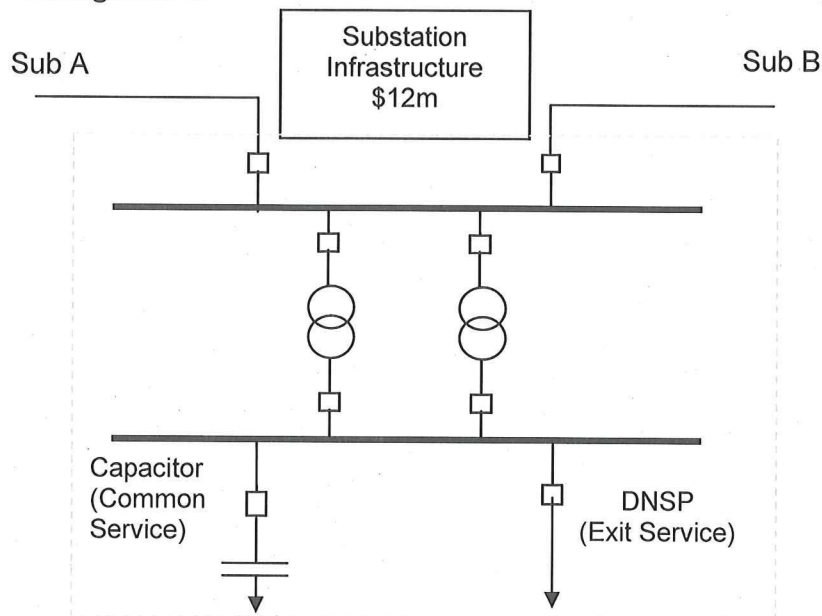 Substation
Infrastructure
$12m
Sub A
Sub B
Capacitor
(Common
Service)
DNSP
(Exit Service)